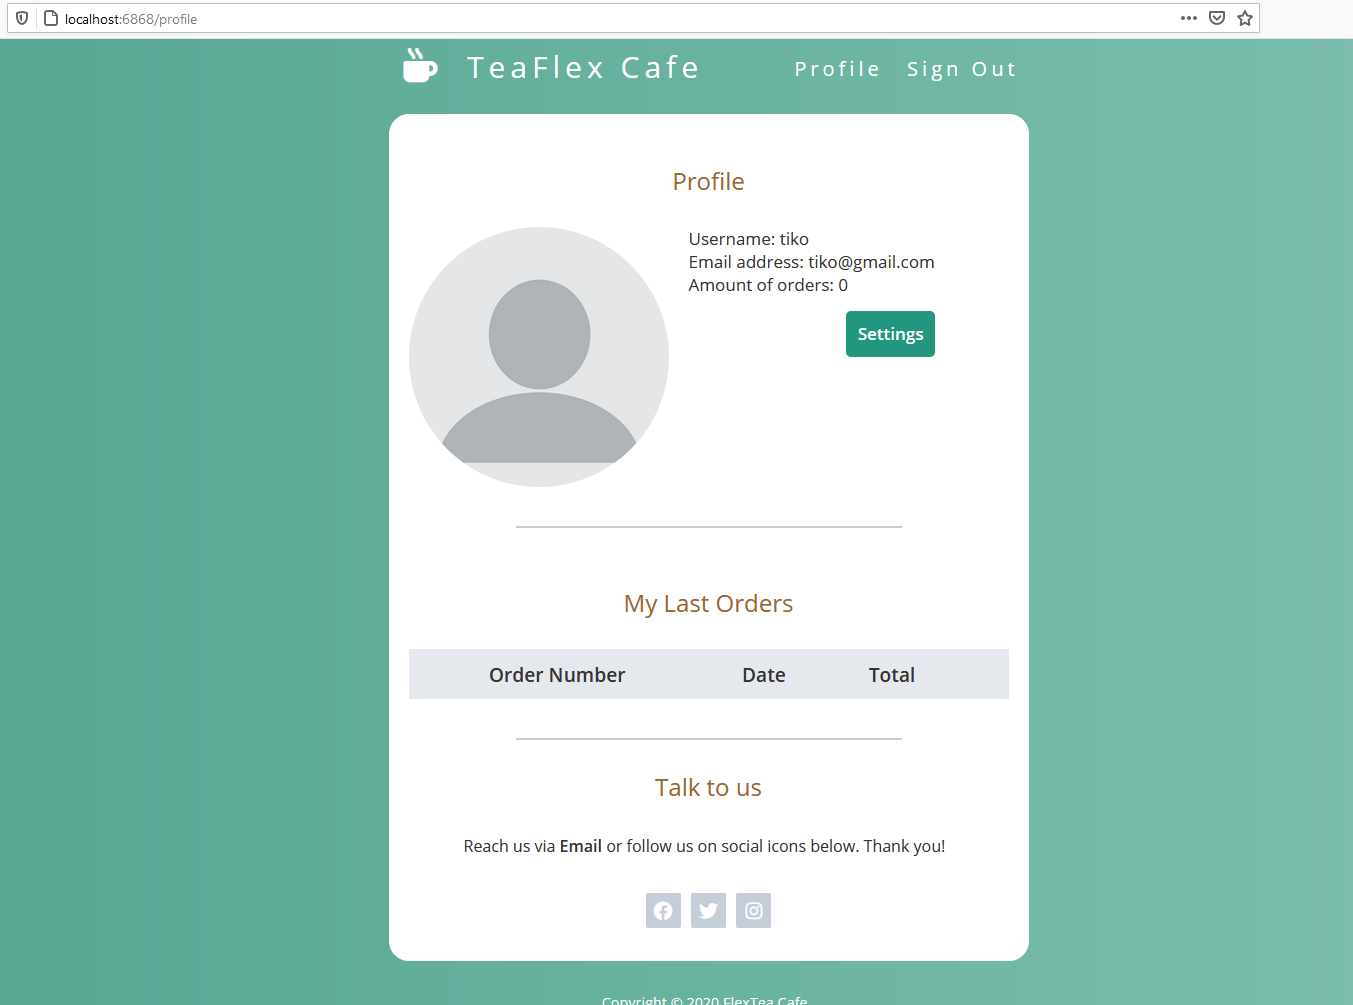 localhost:6868/profile
TeaFlex Cafe
Profile Sign Out
Profile
Username: tiko
Email address: tiko@gmail.com
Amount of orders: 0
Settings
My Last Orders
Order Number Date Total
Talk to us
Reach us via Email or follow us on social icons below. Thank you!
Copyright © 2020 FlexTea Cafe